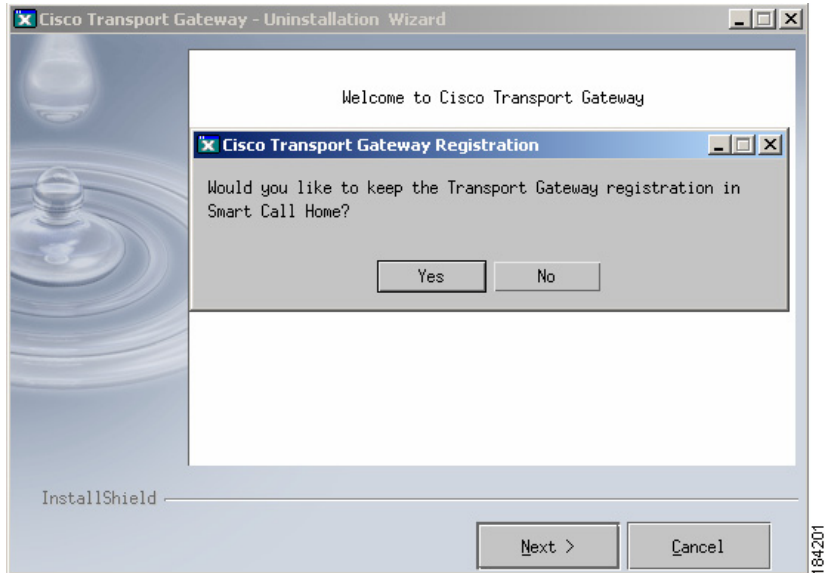 Cisco Transport Gateway - Uninstallation Wizard
Welcome to Cisco Transport Gateway
Cisco Transport Gateway Registration
Would you like to keep the Transport Gateway registration in
Smart Call Home?
Yes No
InstallShield
Next > Cancel
184201